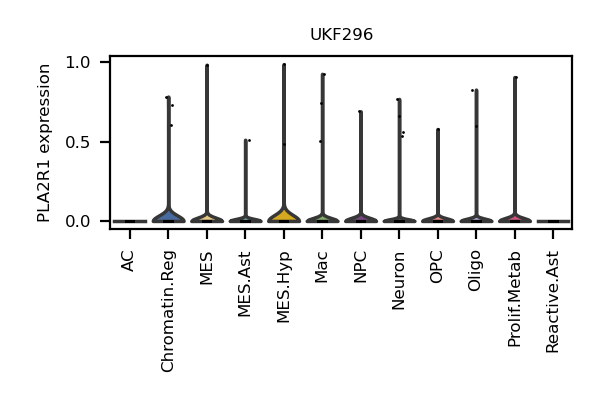 UKF296
PLA2R1 expression
1.0
0.5
0.0
AC
Chromatin.Reg
MES
MES.Ast
MES.Hyp
Mac
NPC
Neuron
OPC
Oligo
Prolif.Metab
Reactive.Ast